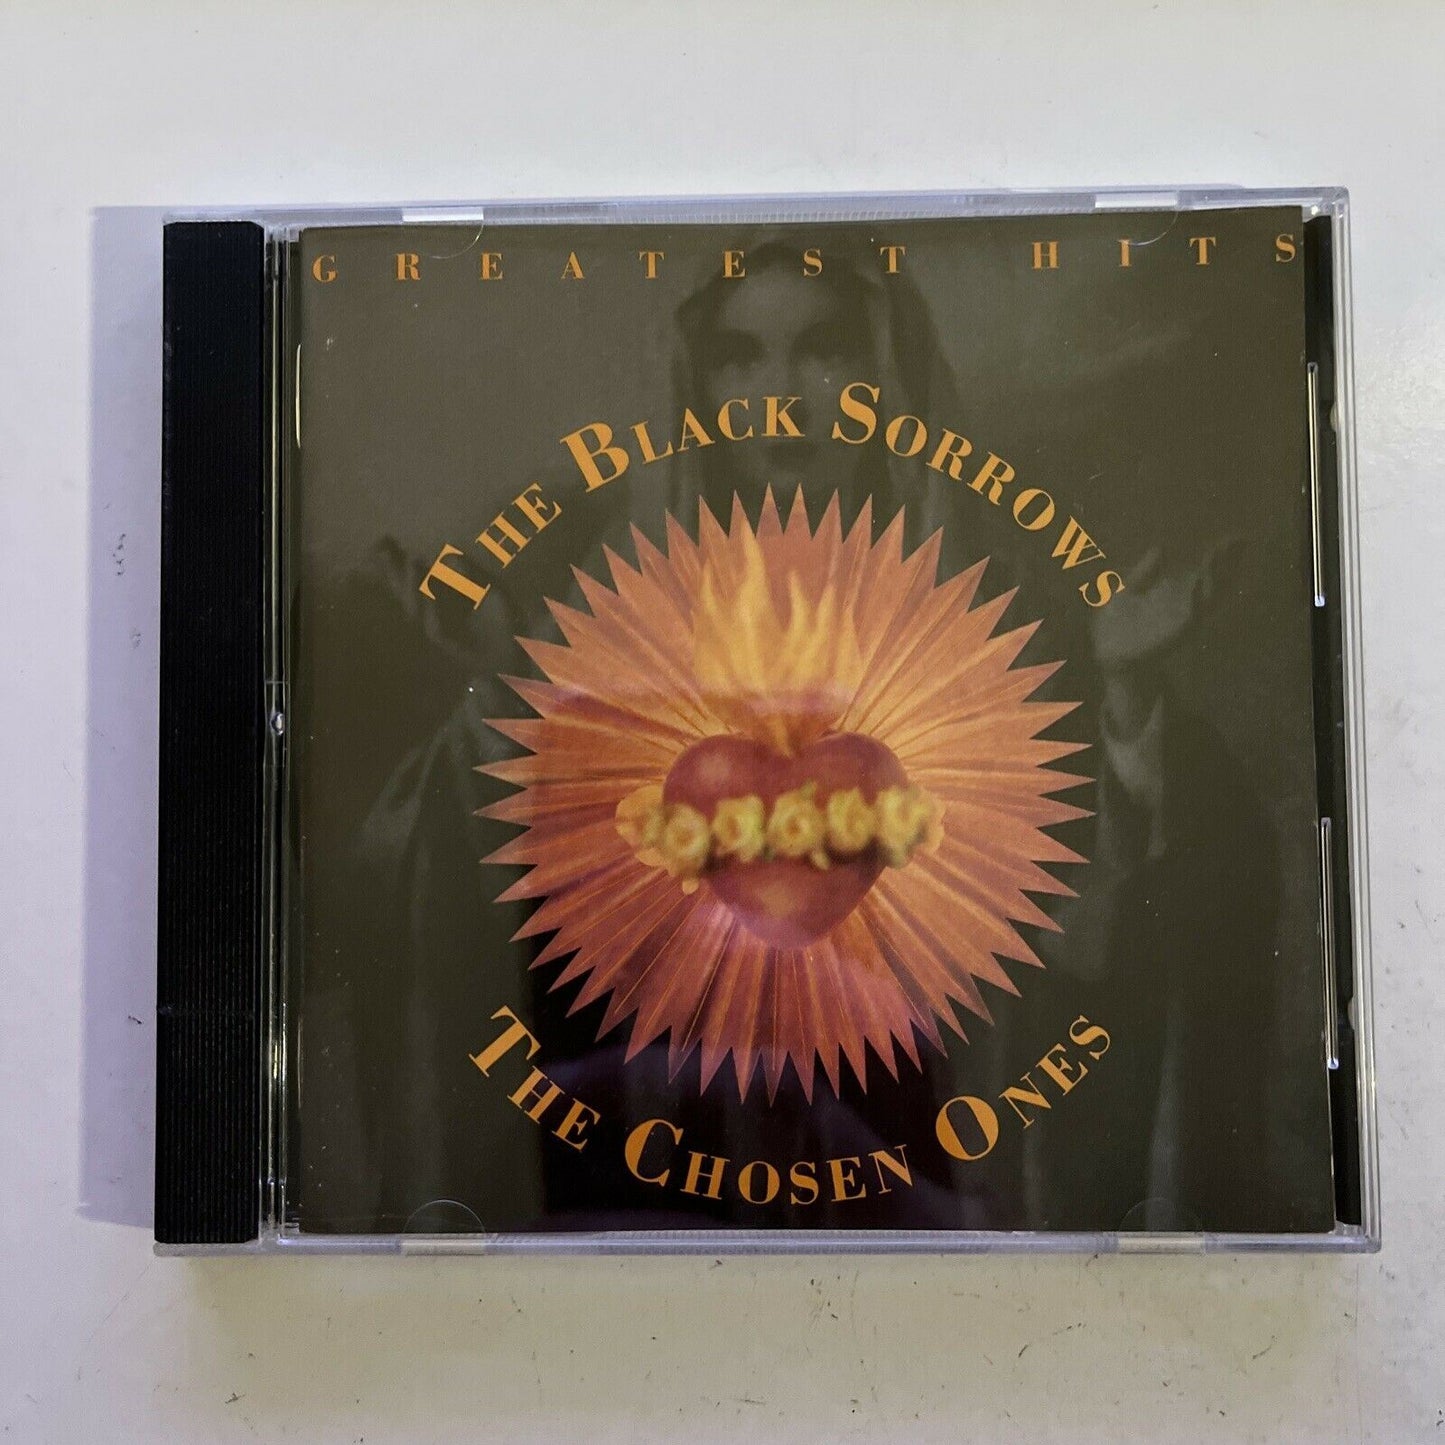 GREATEST HITS
THE BLACK SORROWS
THE CHOSEN ONES